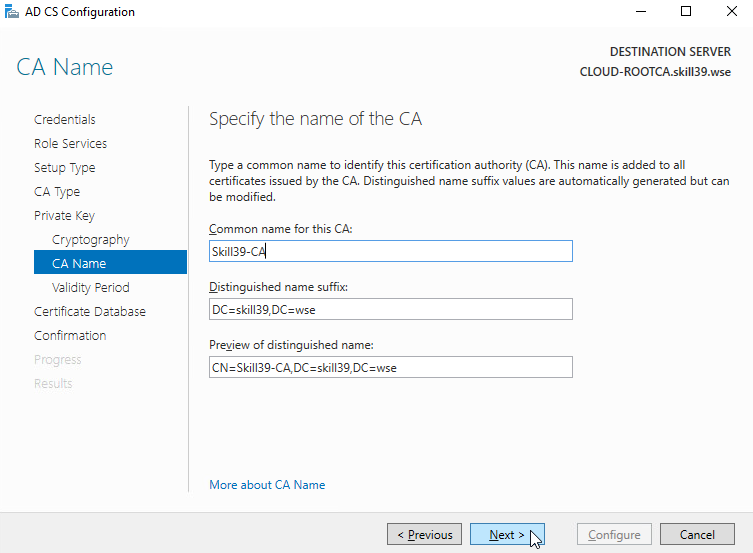 AD CS Configuration
CA Name
DESTINATION SERVER
CLOUD-ROOTCA.skill39.wse
Credentials
Role Services
Setup Type
CA Type
Private Key
Cryptography
CA Name
Validity Period
Certificate Database
Confirmation
Progress
Results
Specify the name of the CA
Type a common name to identify this certification authority (CA). This name is added to all
certificates issued by the CA. Distinguished name suffix values are automatically generated but can
be modified.
Common name for this CA:
Skill39-CA
Distinguished name suffix:
DC=skill39,DC=wse
Preview of distinguished name:
CN=Skill39-CA,DC=skill39,DC=wse
More about CA Name
< Previous
Next >
Configure
Cancel